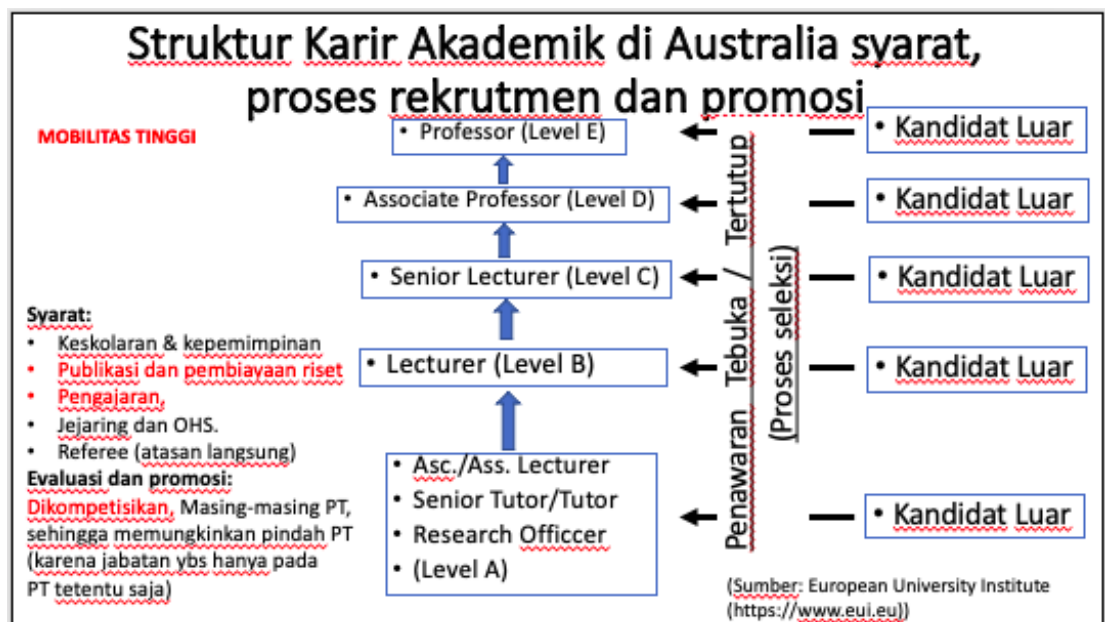 Struktur Karir Akademik di Australia syarat,
proses rekrutmen dan promosi
MOBILITAS TINGGI
• Professor (Level E)
• Associate Professor (Level D)
• Senior Lecturer (Level C)
• Lecturer (Level B)
• Asc./Ass. Lecturer
• Senior Tutor/Tutor
• Research Officcer
• (Level A)
Penawaran Tebuka / Tertutup
(Proses seleksi)
• Kandidat Luar
• Kandidat Luar
• Kandidat Luar
• Kandidat Luar
• Kandidat Luar
Syarat:
• Keskolaran & kepemimpinan
• Publikasi dan pembiayaan riset
• Pengajaran,
• Jejaring dan OHS.
• Referee (atasan langsung)
Evaluasi dan promosi:
Dikompetisikan, Masing-masing PT,
sehingga memungkinkan pindah PT
(karena jabatan ybs hanya pada
PT tetentu saja)
(Sumber: European University Institute
(https://www.eui.eu))